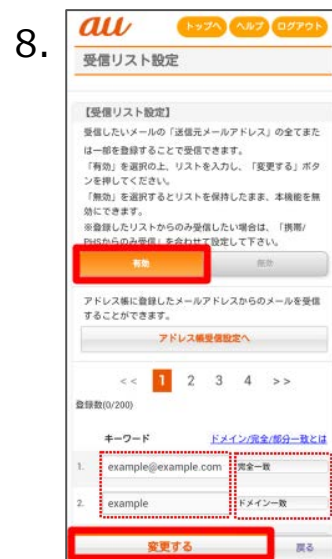 8.
au トップへ ヘルプ ログアウト
受信リスト設定
【受信リスト設定】
受信したいメールの「送信元メールアドレス」の全てまた
は一部を登録することで受信できます。
「有効」を選択の上、リストを入力し、「変更する」ボタ
ンを押してください。
「無効」を選択するとリストを保持したまま、本機能を無
効にできます。
※登録したリストからのみ受信したい場合は、「携帯/
PHSからのみ受信」を合わせて設定して下さい。
有効 無効
アドレス帳に登録したメールアドレスからのメールを受信
することができます。
アドレス帳受信設定へ
<< 1 2 3 4 >>
登録数(0/200)
キーワード ドメイン/完全/部分一致とは
1. example@example.com 完全一致
2. example ドメイン一致
変更する 戻る